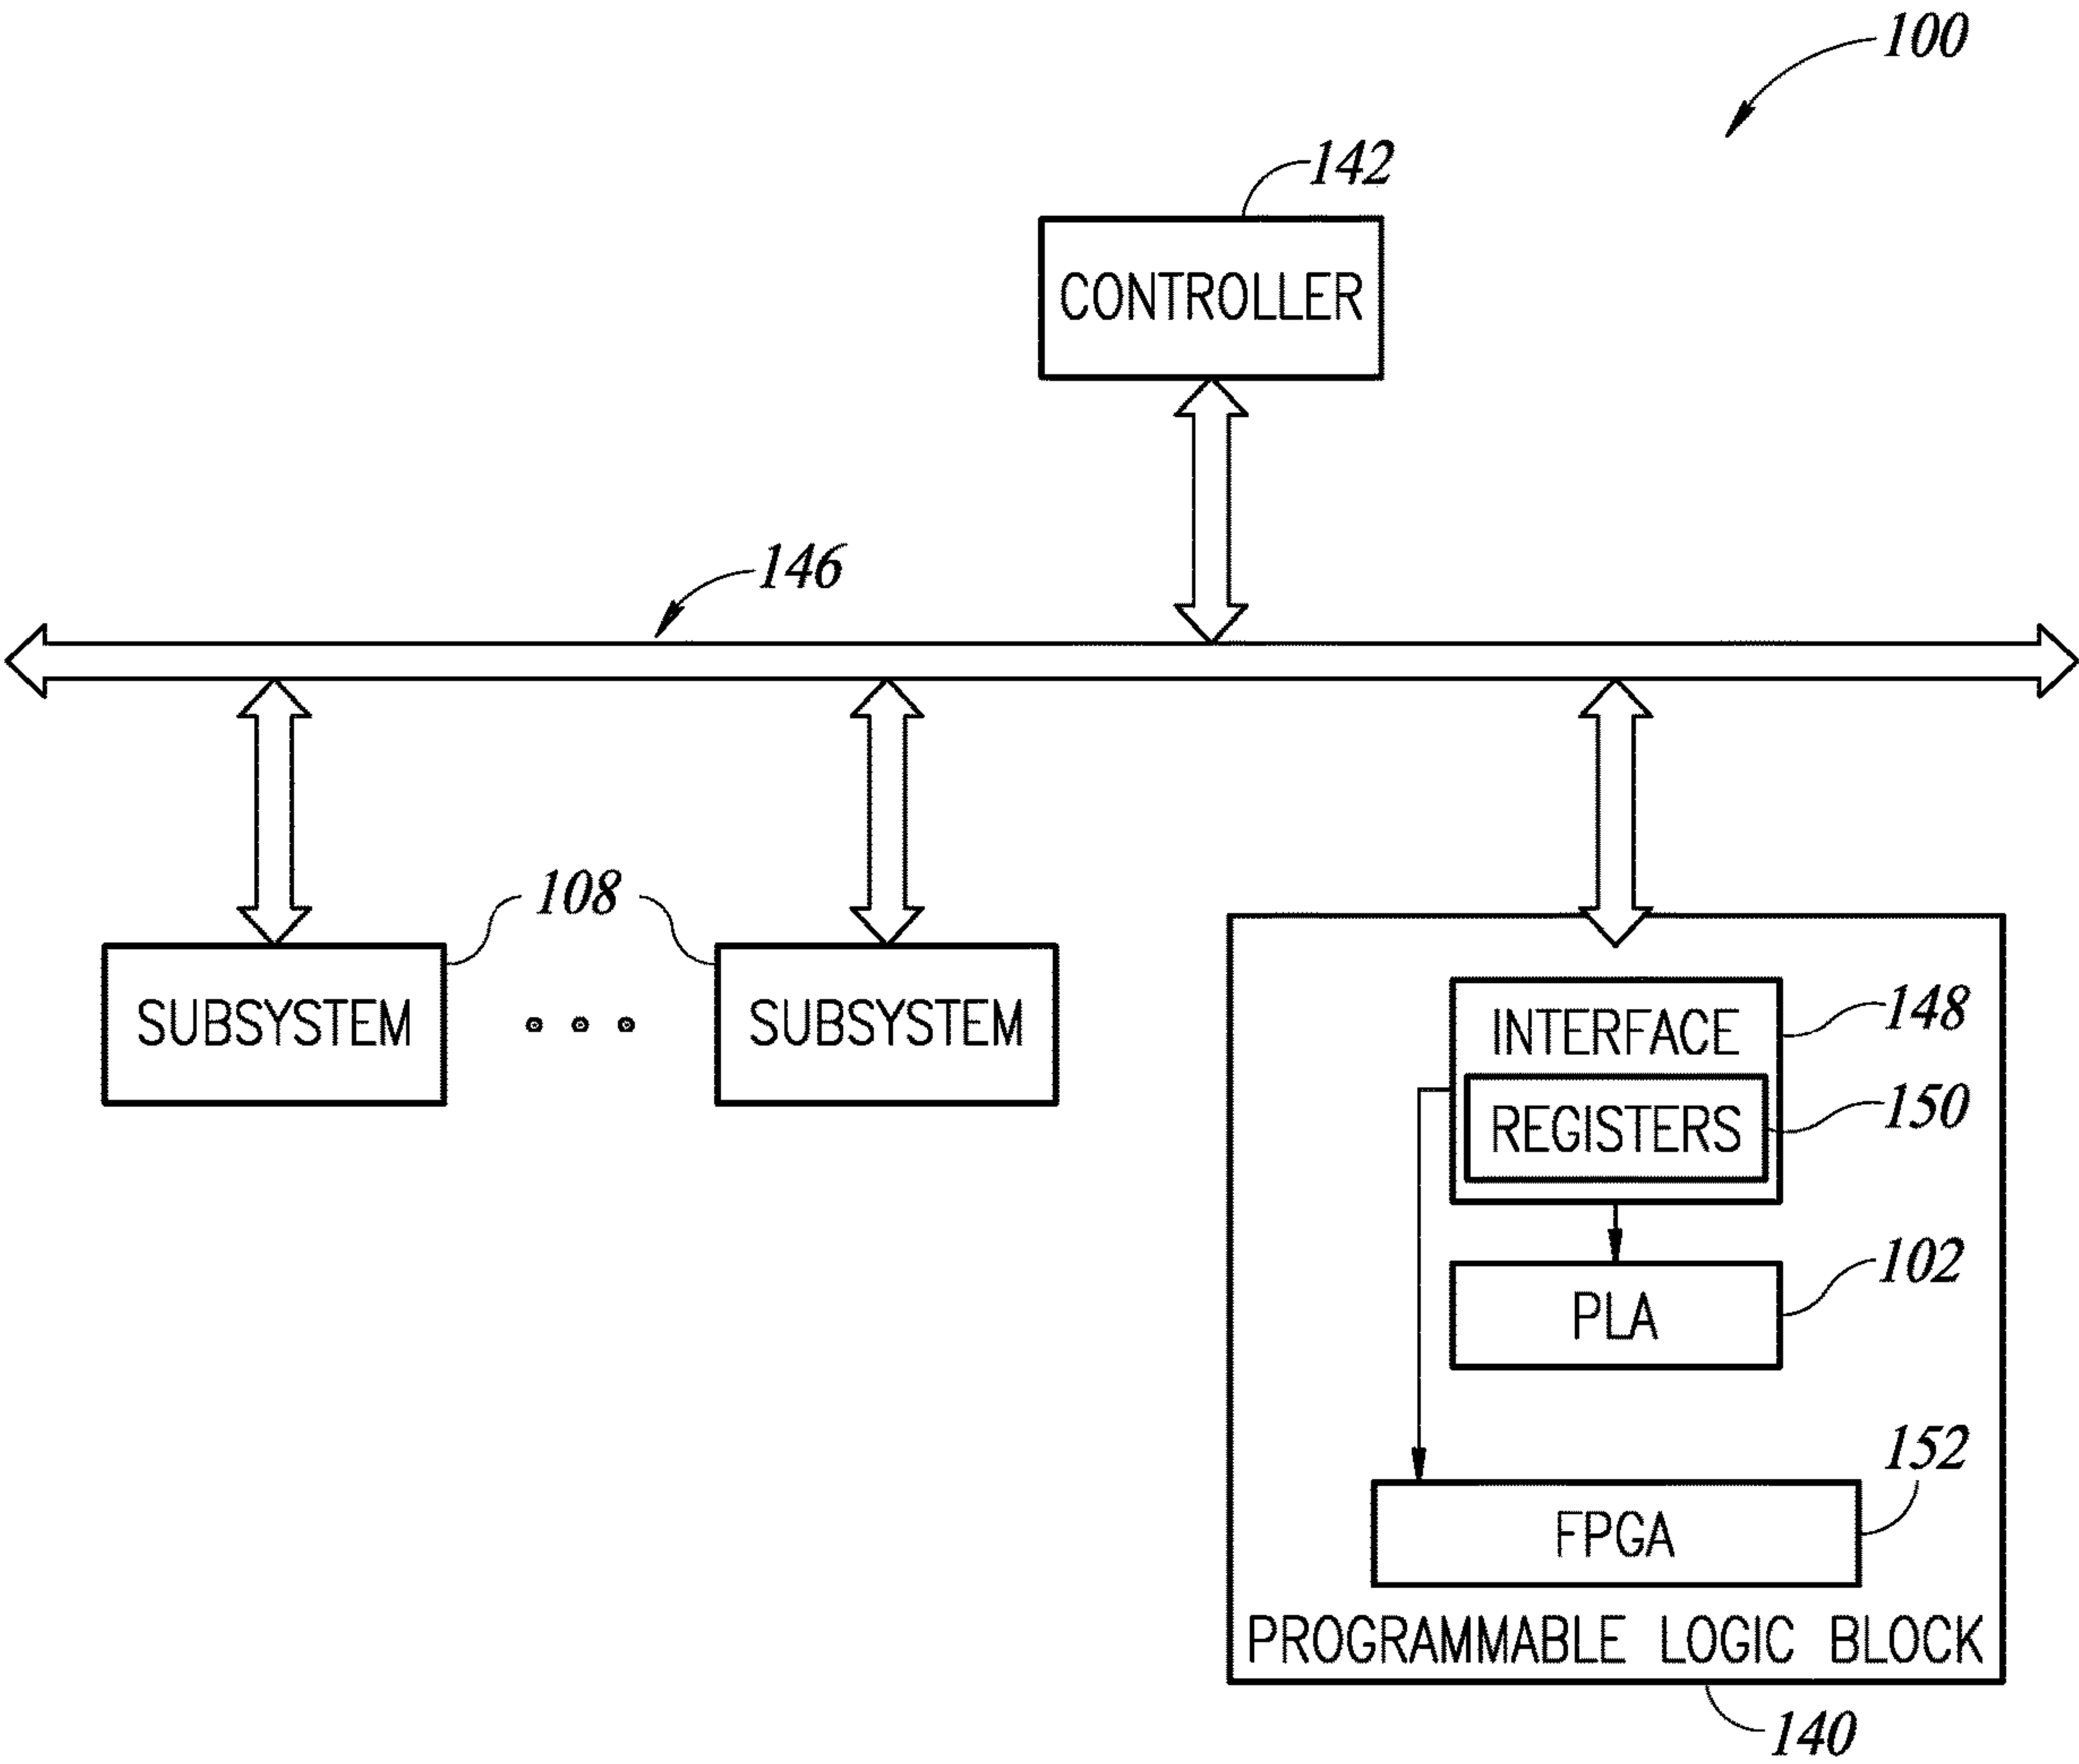 100
142
CONTROLLER
146
108
SUBSYSTEM
SUBSYSTEM
INTERFACE
148
REGISTERS
150
PLA
102
152
FPGA
PROGRAMMABLE LOGIC BLOCK
140